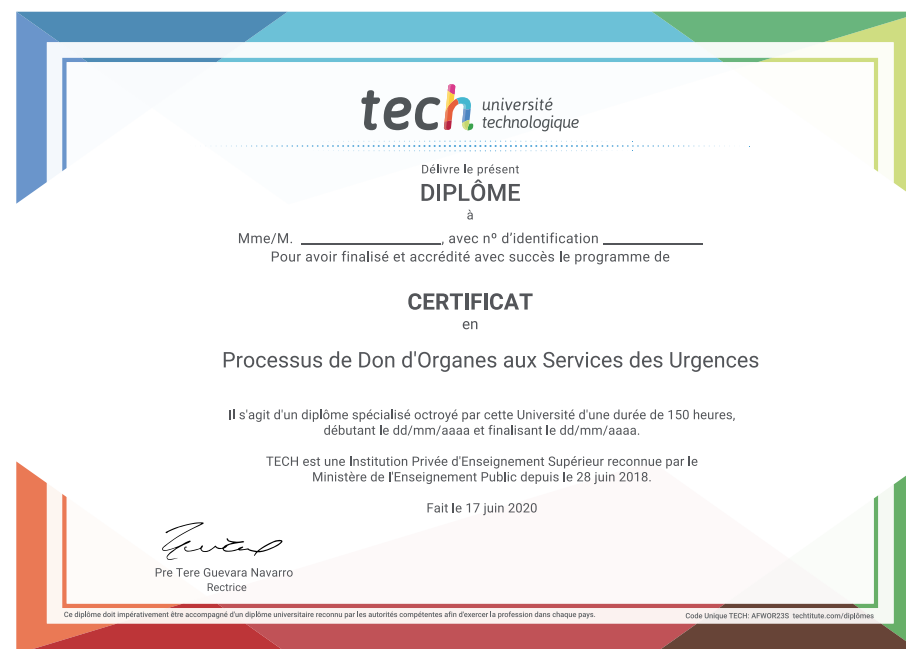 tech université
technologique
Délivre le présent
DIPLÔME
à
Mme/M. ____________________, avec nº d'identification ______________
Pour avoir finalisé et accrédité avec succès le programme de
CERTIFICAT
en
Processus de Don d'Organes aux Services des Urgences
Il s'agit d'un diplôme spécialisé octroyé par cette Université d'une durée de 150 heures,
débutant le dd/mm/aaaa et finalisant le dd/mm/aaaa.
TECH est une Institution Privée d'Enseignement Supérieur reconnue par le
Ministère de l'Enseignement Public depuis le 28 juin 2018.
Fait le 17 juin 2020
Pre Tere Guevara Navarro
Rectrice
Ce diplôme doit impérativement être accompagné d'un diplôme universitaire reconnu par les autorités compétentes afin d'exercer la profession dans chaque pays.
Code Unique TECH: AFWOR23S techtitute.com/diplômes